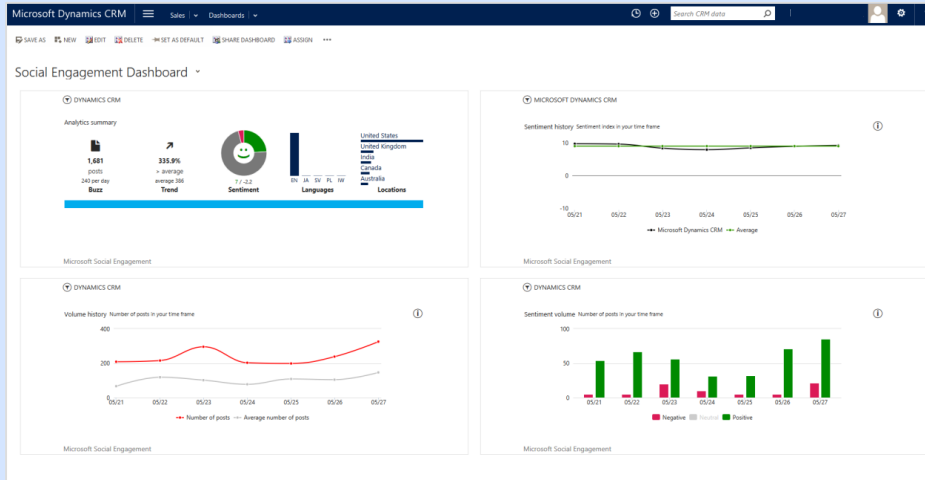 Microsoft Dynamics CRM Sales Dashboards Search CRM data
SAVE AS NEW EDIT DELETE SET AS DEFAULT SHARE DASHBOARD ASSIGN •••
Social Engagement Dashboard
DYNAMICS CRM
Analytics summary
1,681
posts
240 per day
Buzz
335.9%
> average
average 386
Trend
7 / -2.2
Sentiment
EN JA SV PL IW
Languages
United States
United Kingdom
India
Canada
Australia
Locations
Microsoft Social Engagement
MICROSOFT DYNAMICS CRM
Sentiment history Sentiment index in your time frame
10
0
-10
05/21 05/22 05/23 05/24 05/25 05/26 05/27
Microsoft Dynamics CRM Average
Microsoft Social Engagement
DYNAMICS CRM
Volume history Number of posts in your time frame
400
200
0
05/21 05/22 05/23 05/24 05/25 05/26 05/27
Number of posts Average number of posts
Microsoft Social Engagement
DYNAMICS CRM
Sentiment volume Number of posts in your time frame
100
50
0
05/21 05/22 05/23 05/24 05/25 05/26 05/27
Negative Neutral Positive
Microsoft Social Engagement